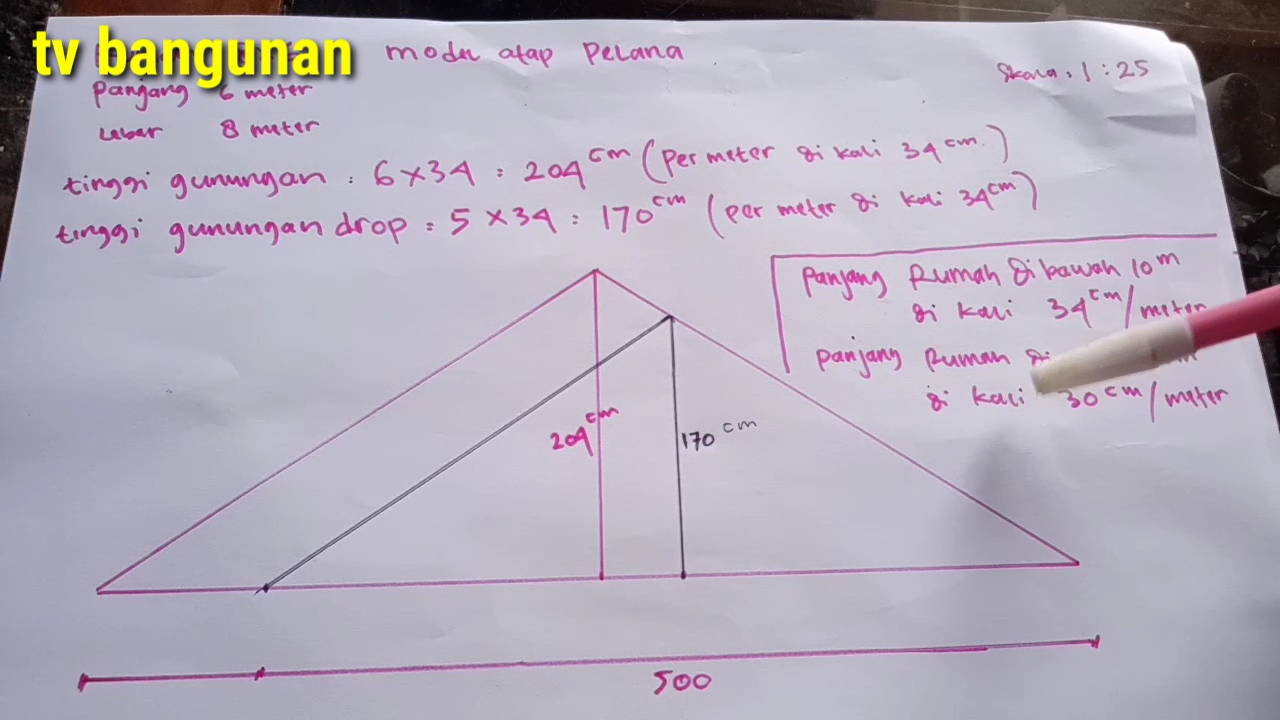 tv bangunan
model atap Pelana
Skala : 1 : 25
Panjang 6 meter
Lebar 8 meter
tinggi gunungan : 6 x 34 = 204 cm (Per meter di kali 34 cm.)
tinggi gunungan drop = 5 x 34 = 170 cm (per meter di kali 34 cm)
Panjang Rumah dibawah 10 m
di kali 34 cm/meter
panjang Rumah di
di kali 30 cm/meter
204 cm
170 cm
500